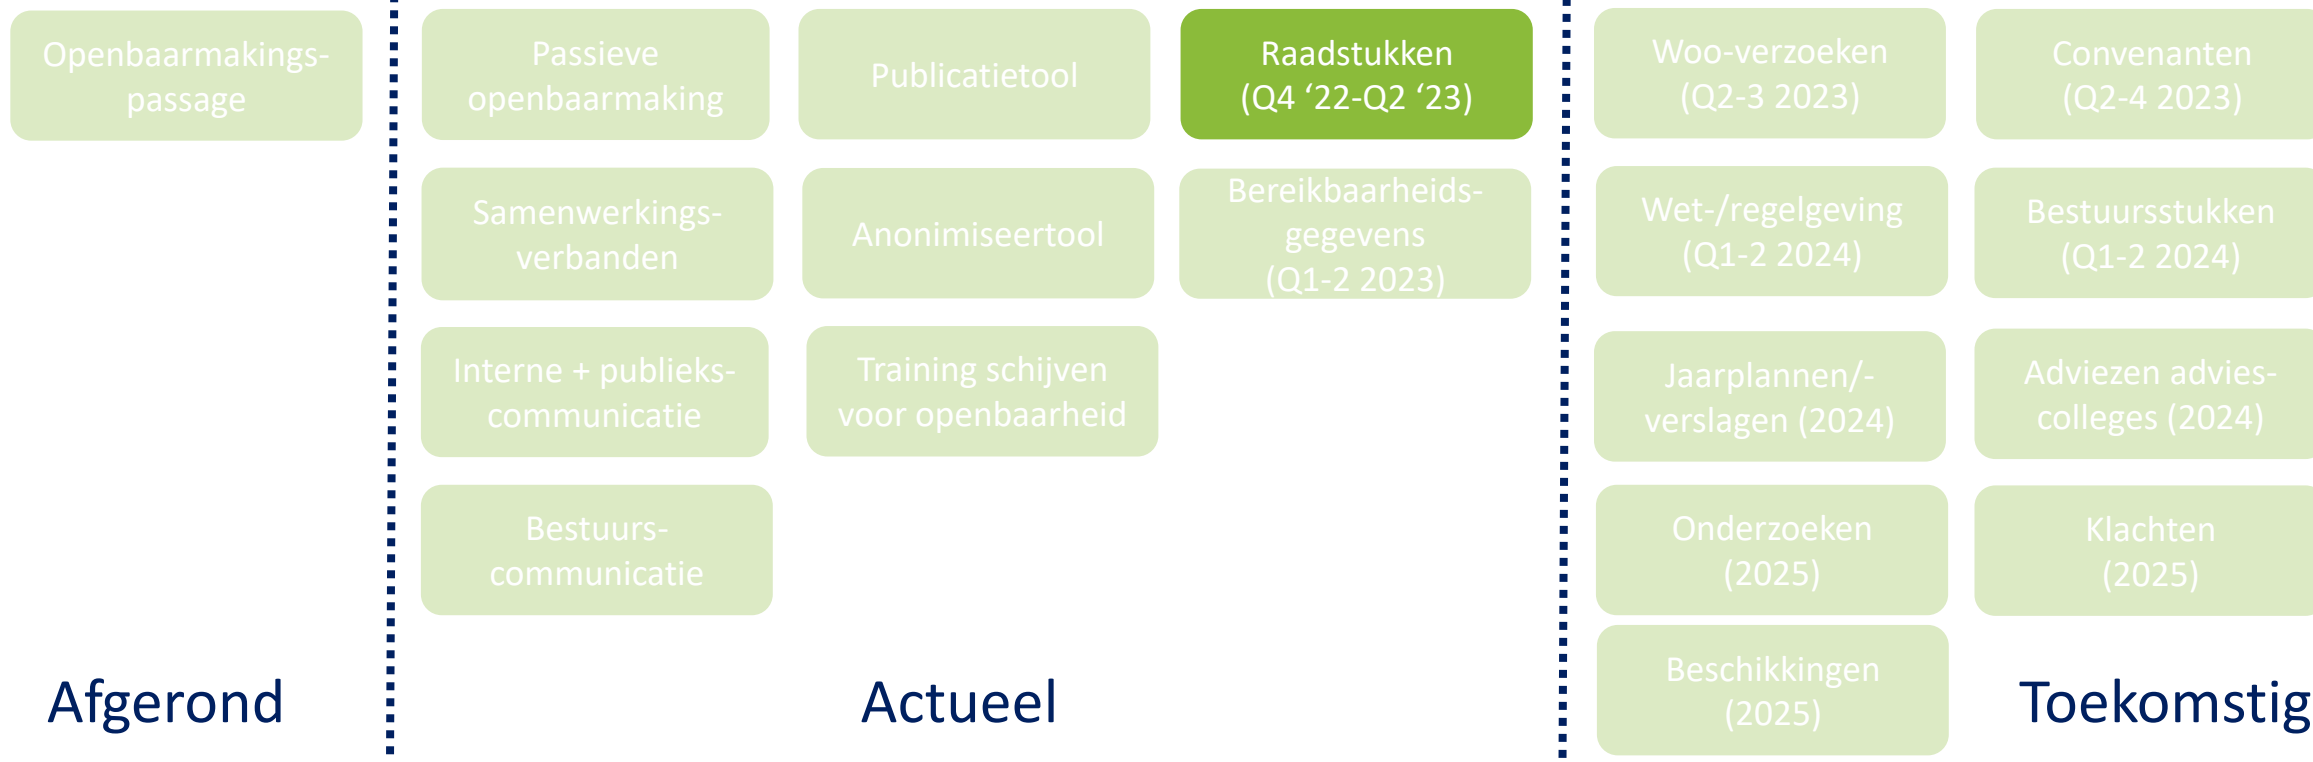 Openbaarmakings-
passage
Passieve
openbaarmaking
Publicatietool
Raadstukken
(Q4 ‘22-Q2 ‘23)
Woo-verzoeken
(Q2-3 2023)
Convenanten
(Q2-4 2023)
Samenwerkings-
verbanden
Anonimiseertool
Bereikbaarheids-
gegevens
(Q1-2 2023)
Wet-/regelgeving
(Q1-2 2024)
Bestuursstukken
(Q1-2 2024)
Interne + publieks-
communicatie
Training schijven
voor openbaarheid
Jaarplannen/-
verslagen (2024)
Adviezen advies-
colleges (2024)
Bestuurs-
communicatie
Onderzoeken
(2025)
Klachten
(2025)
Beschikkingen
(2025)
Afgerond
Actueel
Toekomstig